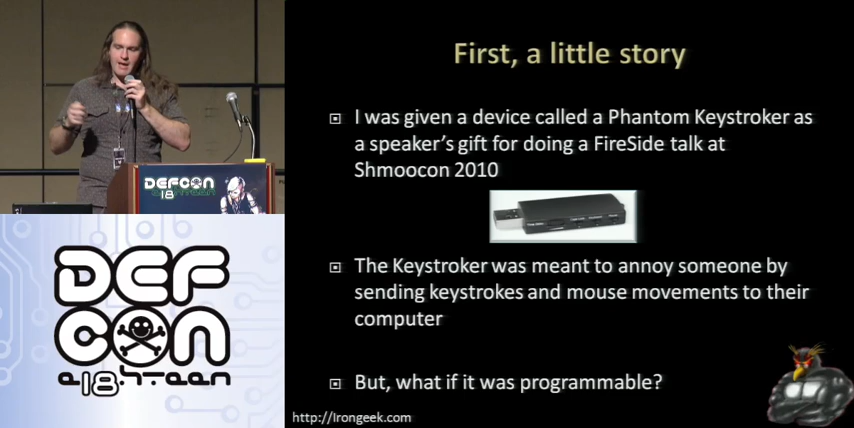 First, a little story
I was given a device called a Phantom Keystroker as
a speaker's gift for doing a FireSide talk at
Shmoocon 2010
The Keystroker was meant to annoy someone by
sending keystrokes and mouse movements to their
computer
But, what if it was programmable?
http://Irongeek.com
DEFCON
18
DEF
CON
e18hteen